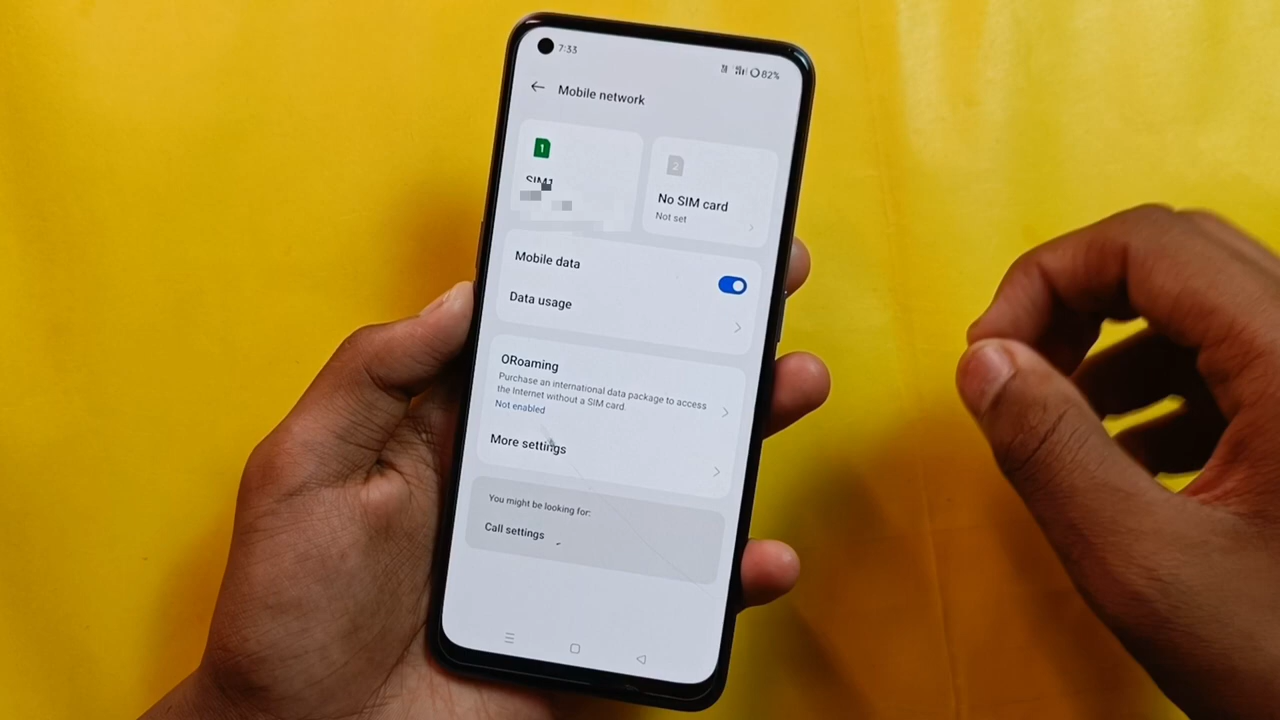 7:33
82%
Mobile network
1
2
SIM1
No SIM card
Not set
Mobile data
Data usage
ORoaming
Purchase an international data package to access
the Internet without a SIM card.
Not enabled
More settings
You might be looking for:
Call settings